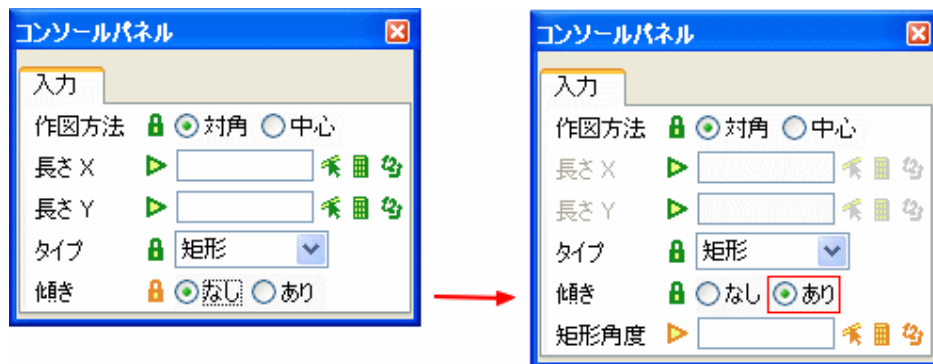 コンソールパネル
入力
作図方法 対角 中心
長さ X
長さ Y
タイプ 矩形
傾き なし あり
コンソールパネル
入力
作図方法 対角 中心
長さ X
長さ Y
タイプ 矩形
傾き なし あり
矩形角度